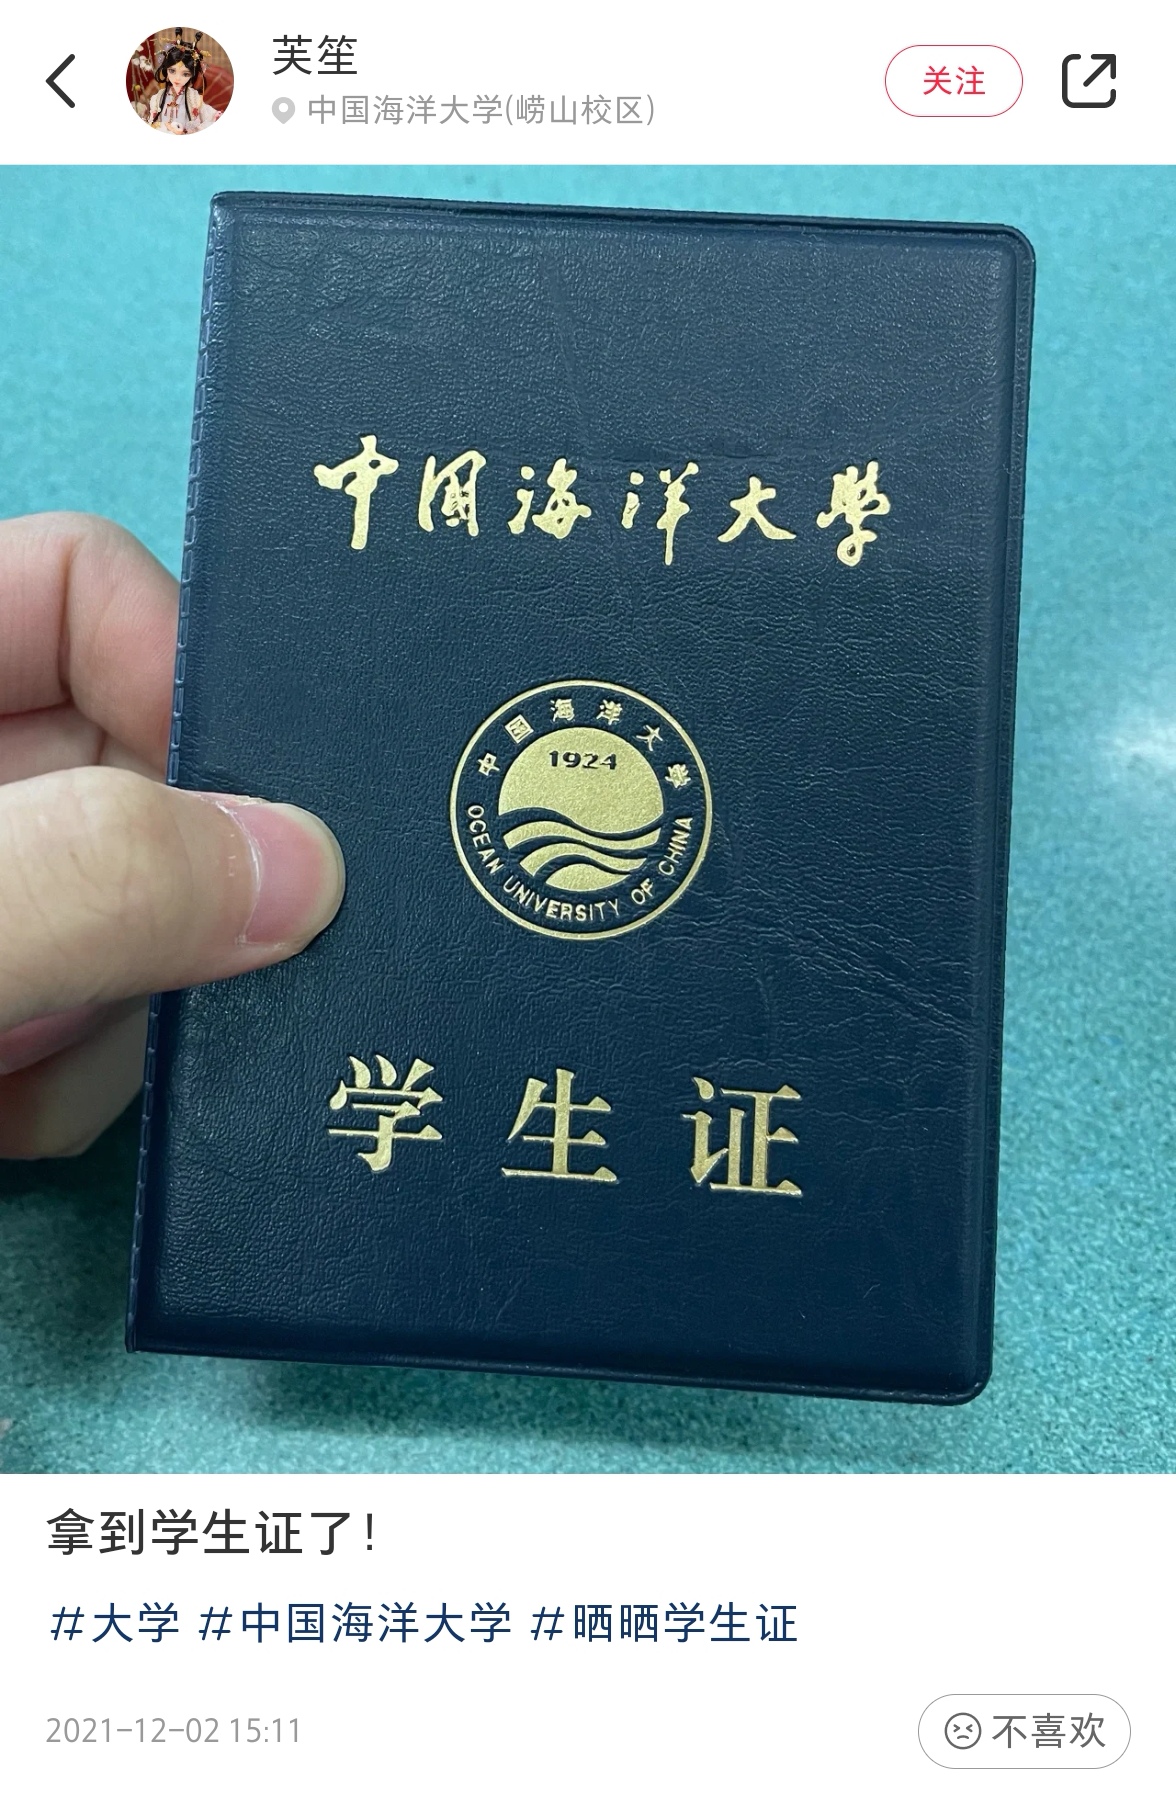 芙笙
中国海洋大学(崂山校区)
关注
中国海洋大學
中国海洋大学
1924
OCEAN UNIVERSITY OF CHINA
学生证
拿到学生证了！
#大学 #中国海洋大学 #晒晒学生证
2021-12-02 15:11
不喜欢